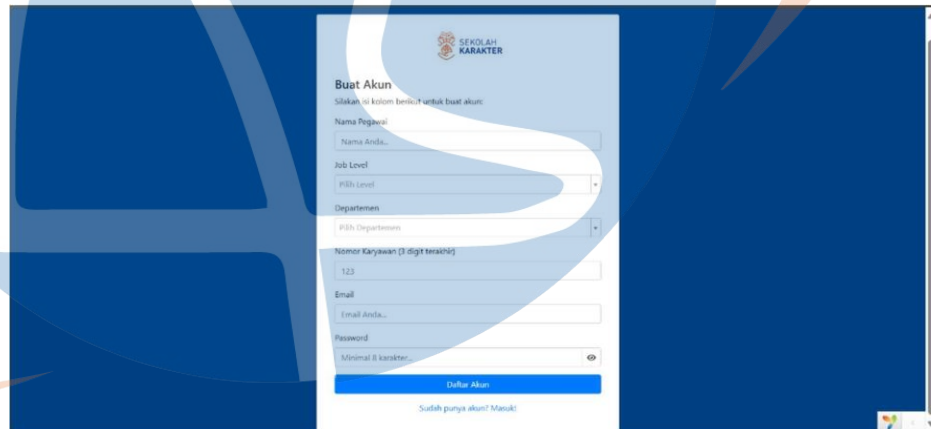 SEKOLAH
KARAKTER
Buat Akun
Silakan isi kolom berikut untuk buat akun:
Nama Pegawai
Nama Anda...
Job Level
Pilih Level
Departemen
Pilih Departemen
Nomor Karyawan (3 digit terakhir)
123
Email
Email Anda...
Password
Minimal 8 karakter...
Daftar Akun
Sudah punya akun? Masuk!